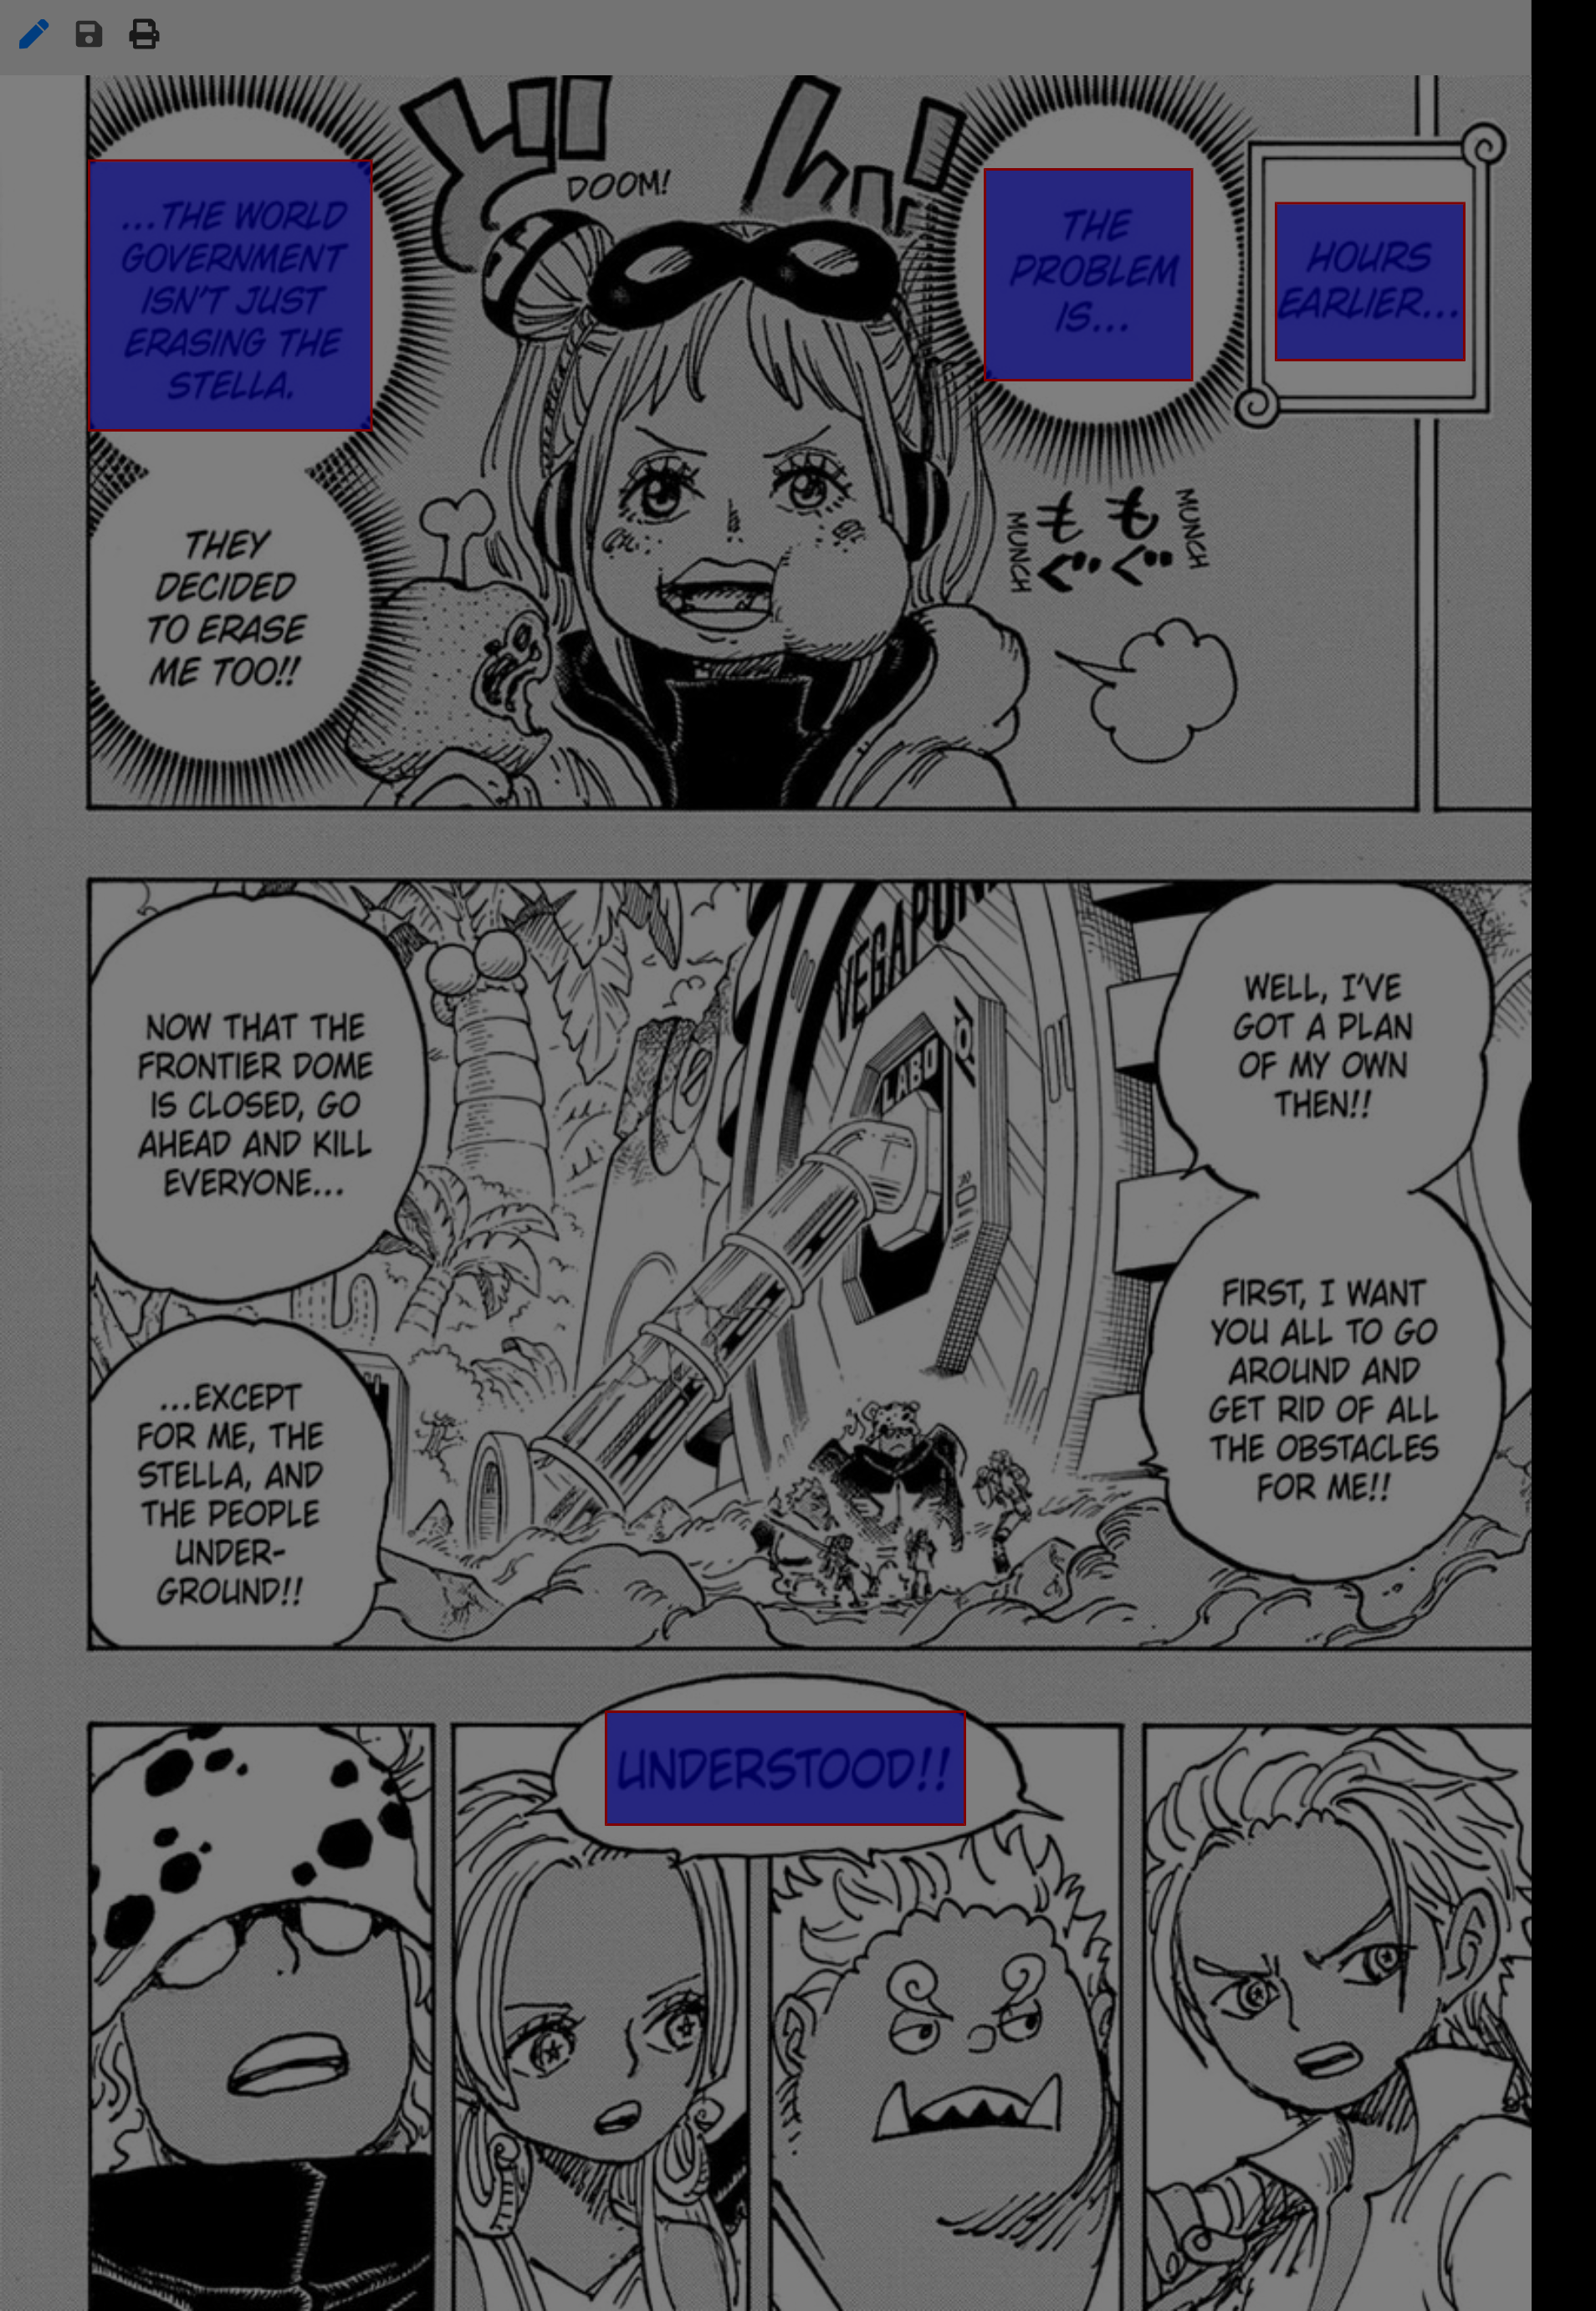 HOURS
EARLIER...
THE
PROBLEM
IS...
DOOM!
ドン!!
...THE WORLD
GOVERNMENT
ISN'T JUST
ERASING THE
STELLA.
THEY
DECIDED
TO ERASE
ME TOO!!
MUNCH
もぐ
もぐ
MUNCH
WELL, I'VE
GOT A PLAN
OF MY OWN
THEN!!
FIRST, I WANT
YOU ALL TO GO
AROUND AND
GET RID OF ALL
THE OBSTACLES
FOR ME!!
LABO
NOW THAT THE
FRONTIER DOME
IS CLOSED, GO
AHEAD AND KILL
EVERYONE...
...EXCEPT
FOR ME, THE
STELLA, AND
THE PEOPLE
UNDER-
GROUND!!
UNDERSTOOD!!